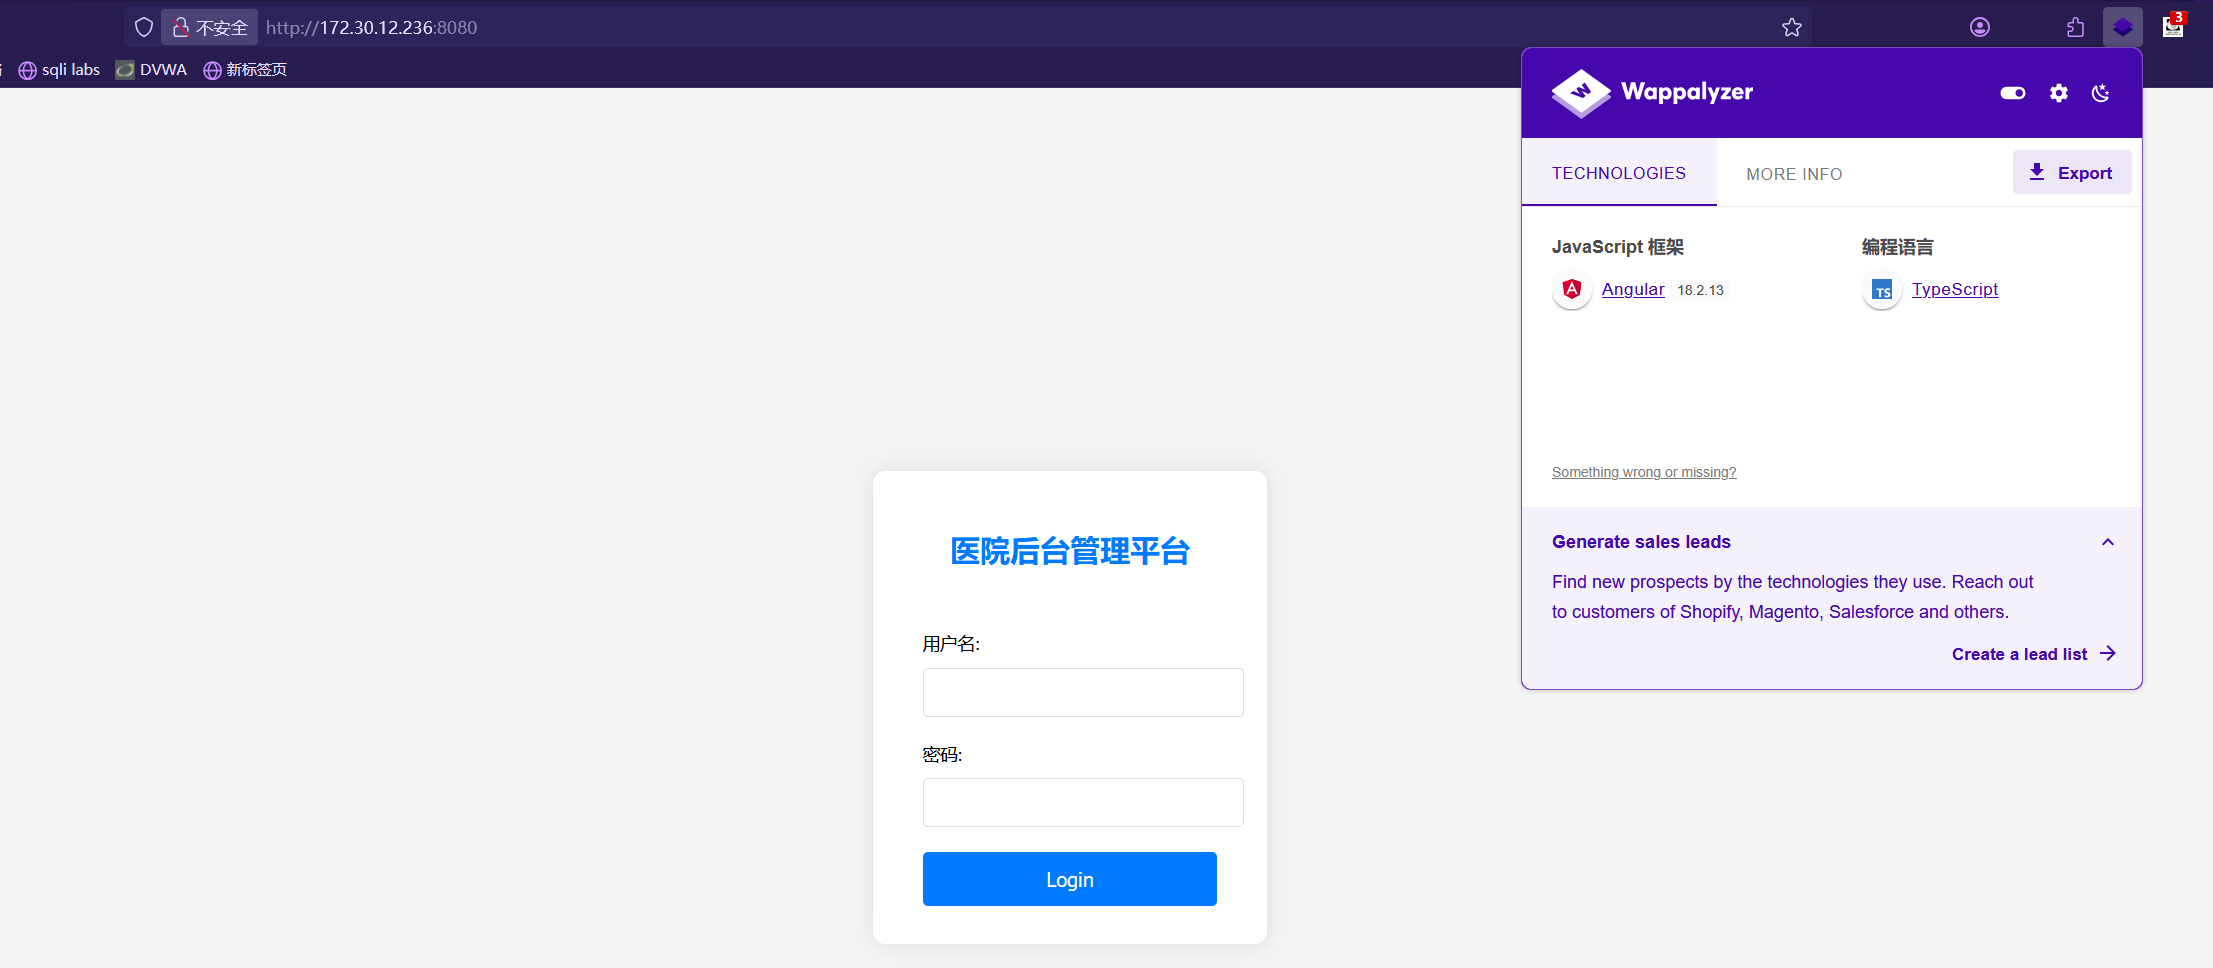 不安全 http://172.30.12.236:8080
3
sqli labs DVWA 新标签页
Wappalyzer
TECHNOLOGIES MORE INFO Export
JavaScript 框架 编程语言
Angular 18.2.13 TS TypeScript
Something wrong or missing?
Generate sales leads
Find new prospects by the technologies they use. Reach out
to customers of Shopify, Magento, Salesforce and others.
Create a lead list
医院后台管理平台
用户名:
密码:
Login